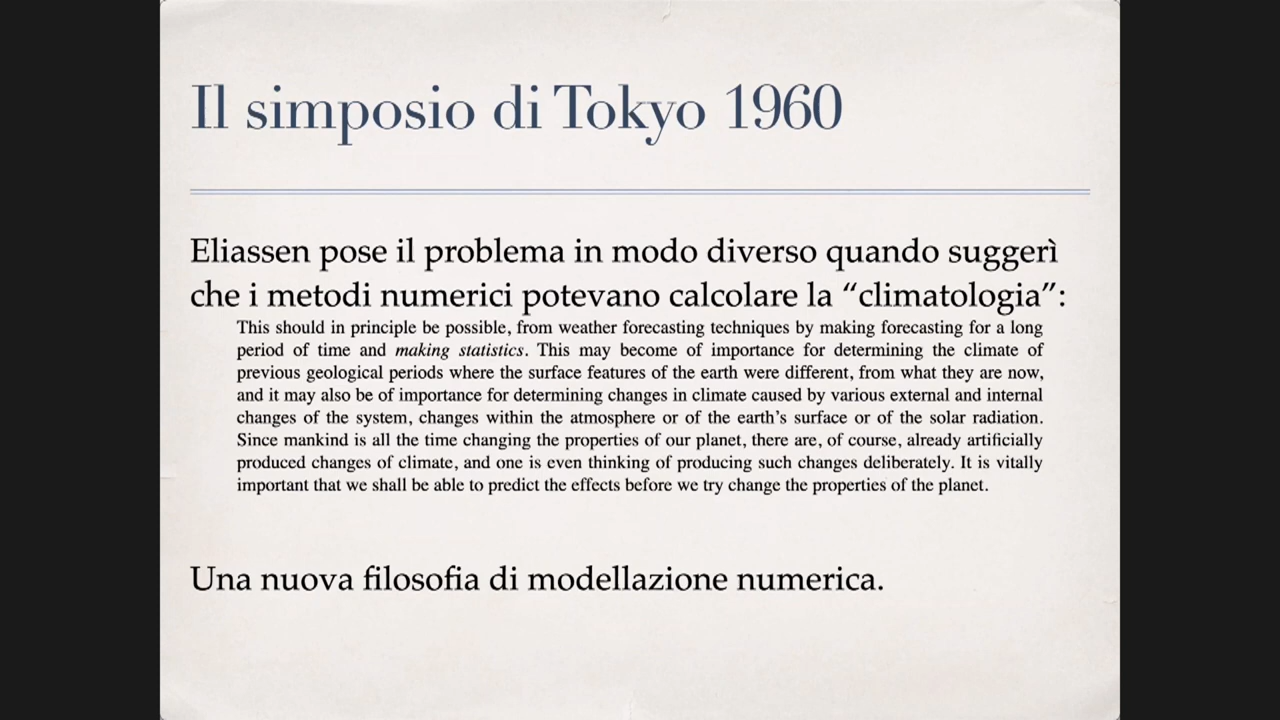 Il simposio di Tokyo 1960
Eliassen pose il problema in modo diverso quando suggerì
che i metodi numerici potevano calcolare la “climatologia”:
This should in principle be possible, from weather forecasting techniques by making forecasting for a long
period of time and making statistics. This may become of importance for determining the climate of
previous geological periods where the surface features of the earth were different, from what they are now,
and it may also be of importance for determining changes in climate caused by various external and internal
changes of the system, changes within the atmosphere or of the earth’s surface or of the solar radiation.
Since mankind is all the time changing the properties of our planet, there are, of course, already artificially
produced changes of climate, and one is even thinking of producing such changes deliberately. It is vitally
important that we shall be able to predict the effects before we try change the properties of the planet.
Una nuova filosofia di modellazione numerica.